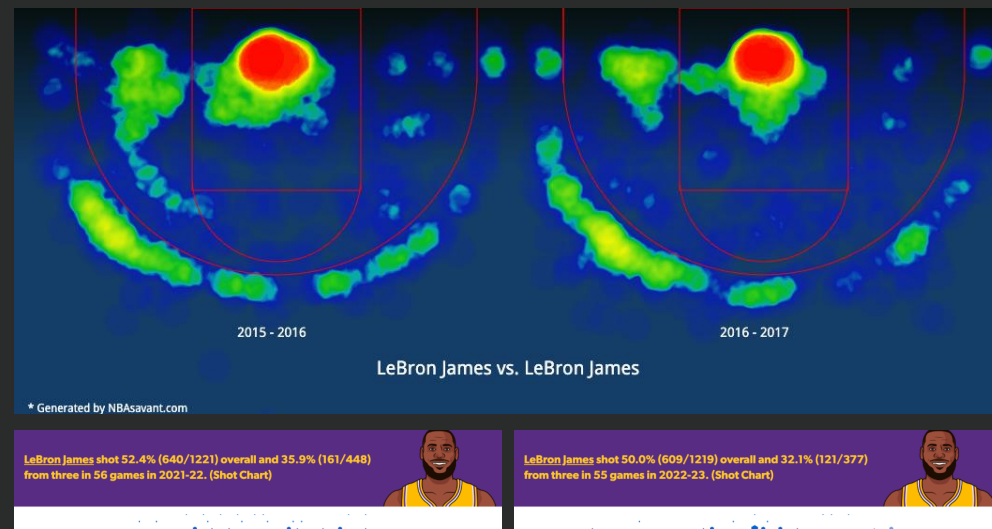 2015 - 2016
2016 - 2017
LeBron James vs. LeBron James
* Generated by NBAsavant.com
LeBron James shot 52.4% (640/1221) overall and 35.9% (161/448)
from three in 56 games in 2021-22. (Shot Chart)
LeBron James shot 50.0% (609/1219) overall and 32.1% (121/377)
from three in 55 games in 2022-23. (Shot Chart)